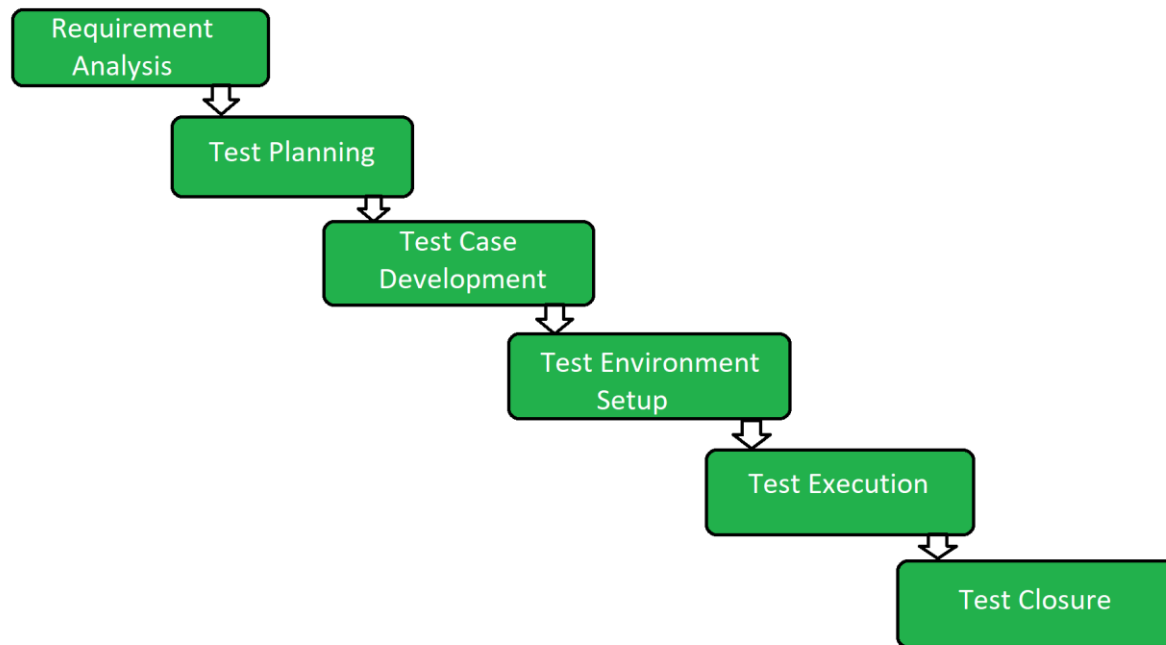 Requirement
Analysis
Test Planning
Test Case
Development
Test Environment
Setup
Test Execution
Test Closure